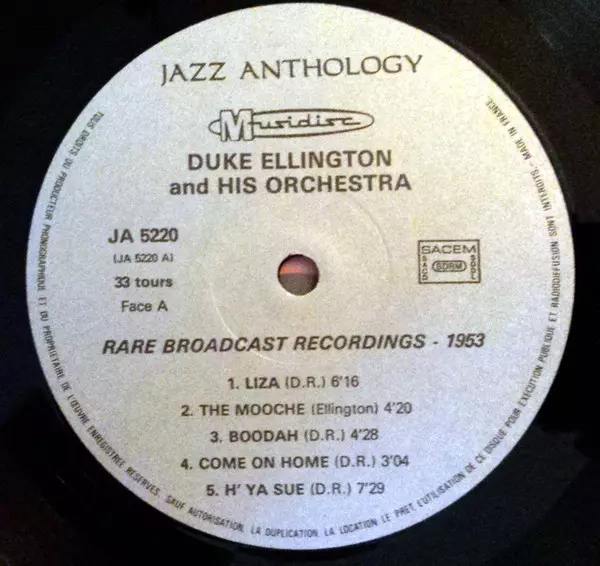 JAZZ ANTHOLOGY
Musidisc
DUKE ELLINGTON
and HIS ORCHESTRA
JA 5220
(JA 5220 A)
33 tours
Face A
SACEM
SACD
SDRM
SGDL
RARE BROADCAST RECORDINGS - 1953
1. LIZA (D.R.) 6'16
2. THE MOOCHE (Ellington) 4'20
3. BOODAH (D.R.) 4'28
4. COME ON HOME (D.R.) 3'04
5. H' YA SUE (D.R.) 7'29
TOUS DROITS DU PRODUCTEUR PHONOGRAPHIQUE ET DU PROPRIETAIRE DE L'ŒUVRE ENREGISTREE RESERVES. SAUF AUTORISATION, LA DUPLICATION, LA LOCATION, LE PRET, L'UTILISATION DE CE DISQUE POUR EXECUTION PUBLIQUE ET RADIODIFFUSION SONT INTERDITS - MADE IN FRANCE